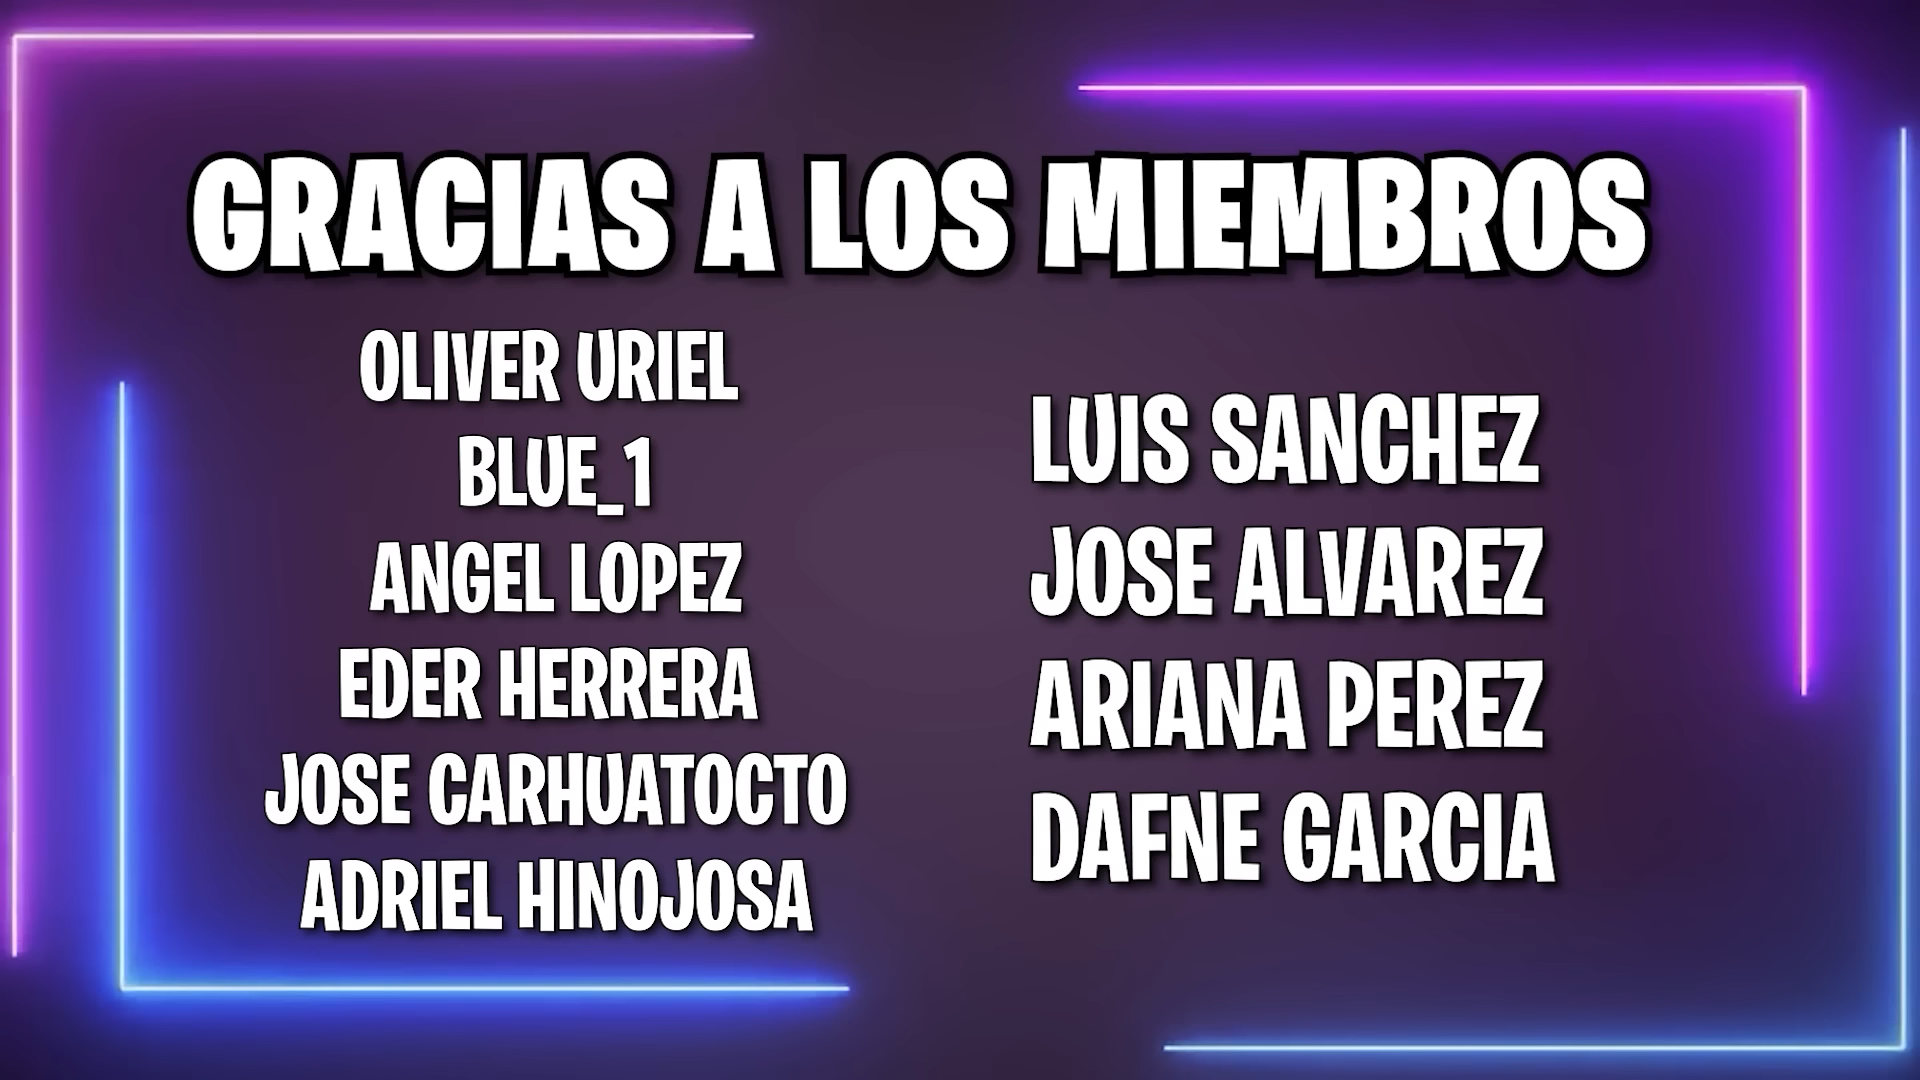 GRACIAS A LOS MIEMBROS
OLIVER URIEL
BLUE_1
ANGEL LOPEZ
EDER HERRERA
JOSE CARHUATOCTO
ADRIEL HINOJOSA
LUIS SANCHEZ
JOSE ALVAREZ
ARIANA PEREZ
DAFNE GARCIA